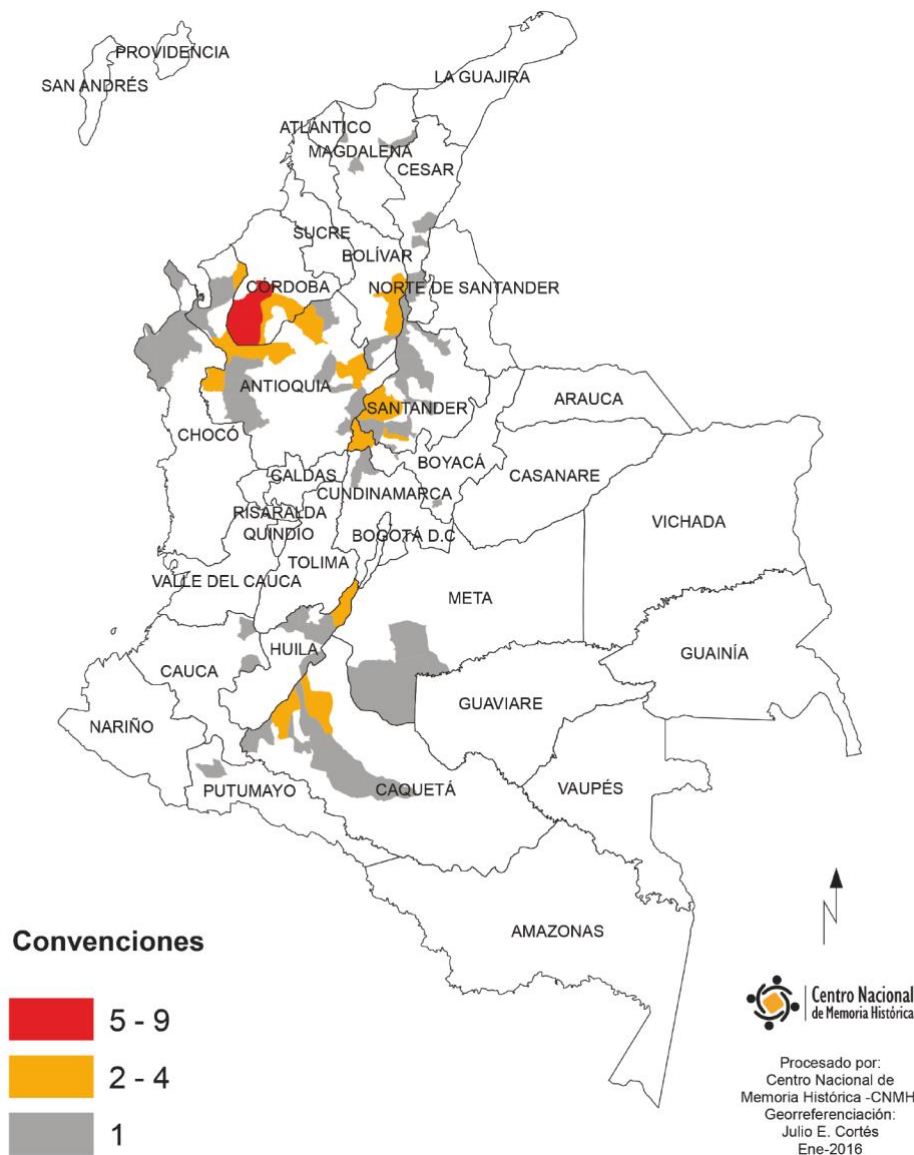 PROVIDENCIA
SAN ANDRÉS
LA GUAJIRA
ATLÁNTICO
MAGDALENA
CESAR
SUCRE
BOLÍVAR
CÓRDOBA
NORTE DE SANTANDER
ANTIOQUIA
SANTANDER
ARAUCA
CHOCÓ
BOYACÁ
CASANARE
CALDAS
CUNDINAMARCA
RISARALDA
VICHADA
QUINDIO
BOGOTÁ D.C
TOLIMA
VALLE DEL CAUCA
META
HUILA
GUAINÍA
CAUCA
GUAVIARE
NARIÑO
CAQUETÁ
VAUPÉS
PUTUMAYO
AMAZONAS
N
Convenciones
5 - 9
2 - 4
1
Centro Nacional
de Memoria Histórica
Procesado por:
Centro Nacional de
Memoria Histórica -CNMH
Georreferenciación:
Julio E. Cortés
Ene-2016